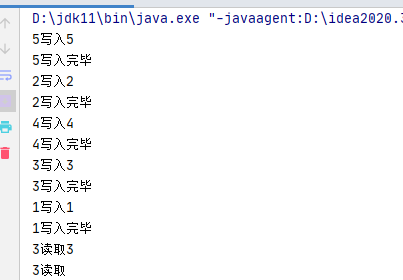 D:\jdk11\bin\java.exe "-javaagent:D:\idea2020.3
5写入5
5写入完毕
2写入2
2写入完毕
4写入4
4写入完毕
3写入3
3写入完毕
1写入1
1写入完毕
3读取3
3读取